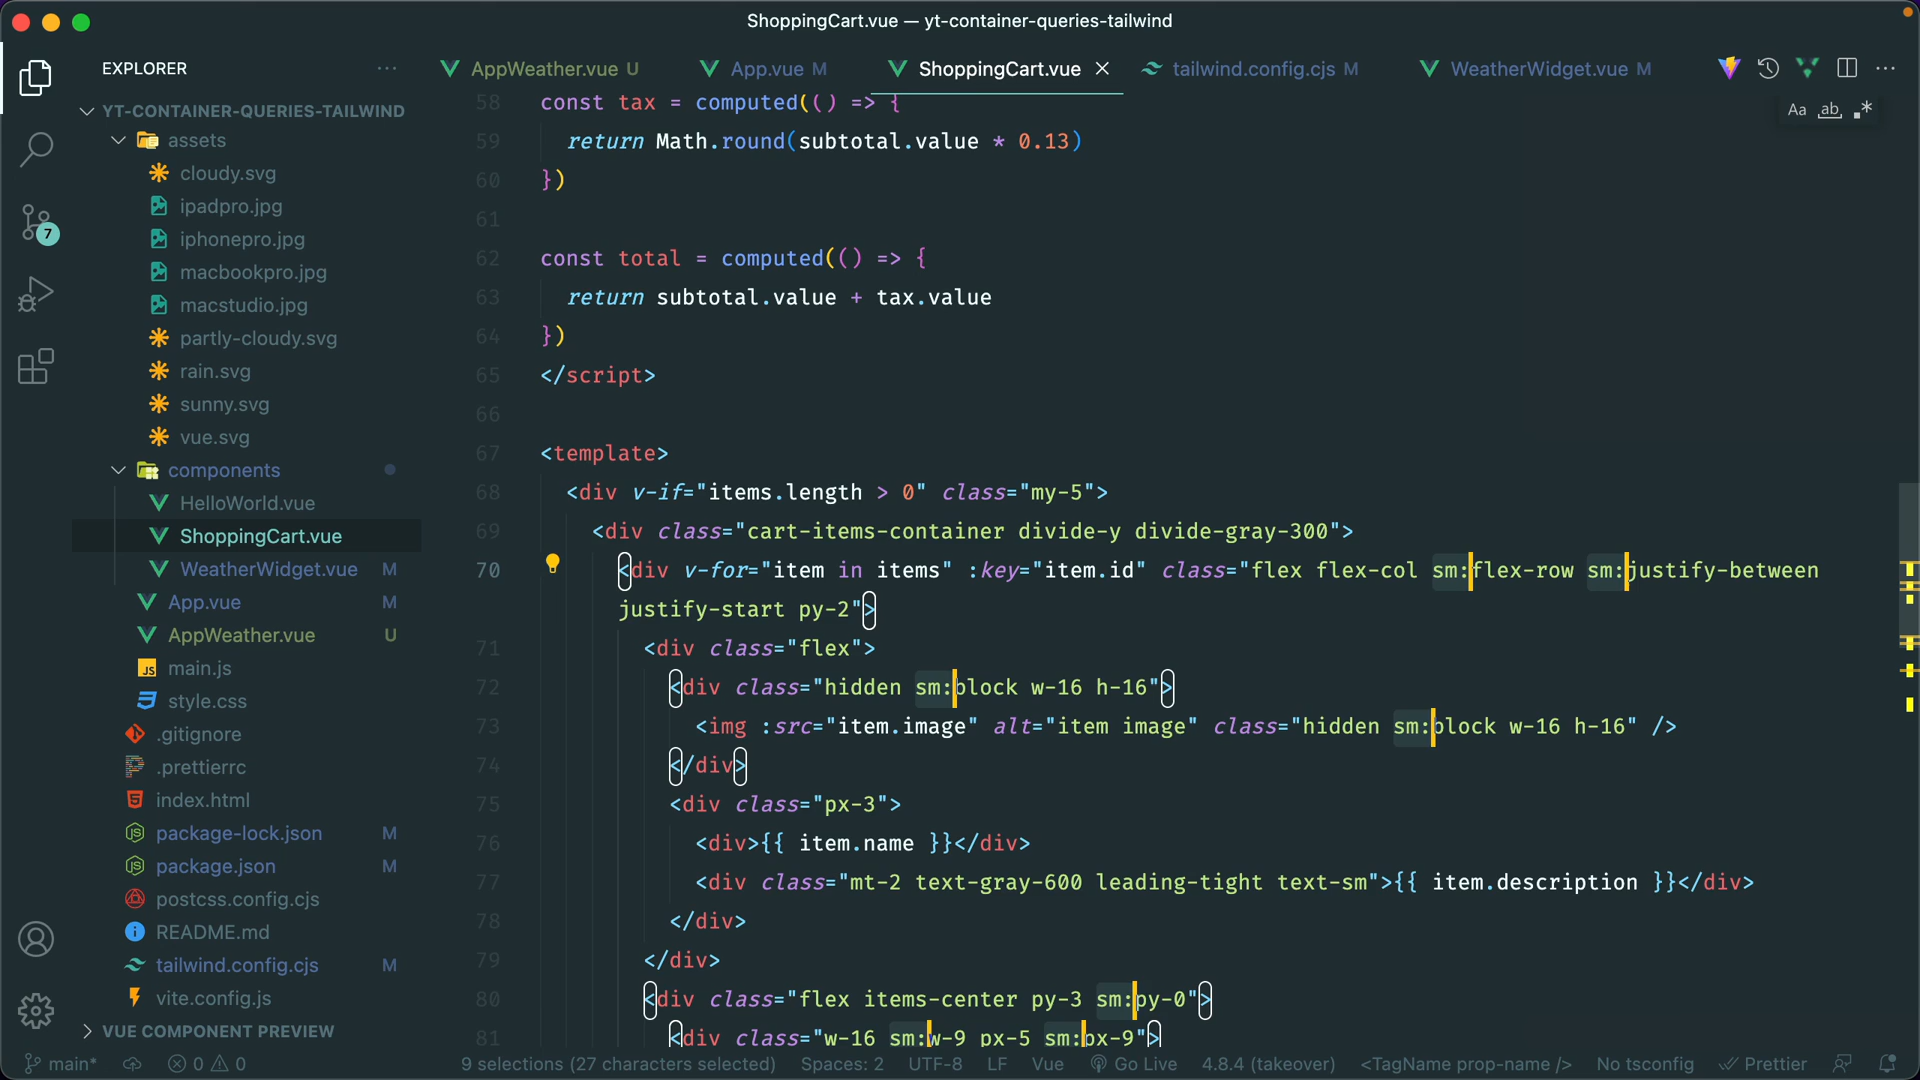 ShoppingCart.vue — yt-container-queries-tailwind
EXPLORER
AppWeather.vue U
App.vue M
ShoppingCart.vue
tailwind.config.cjs M
WeatherWidget.vue M
Aa ab
YT-CONTAINER-QUERIES-TAILWIND
assets
cloudy.svg
ipadpro.jpg
iphonepro.jpg
macbookpro.jpg
macstudio.jpg
partly-cloudy.svg
rain.svg
sunny.svg
vue.svg
components
HelloWorld.vue
ShoppingCart.vue
WeatherWidget.vue M
App.vue M
AppWeather.vue U
JS main.js
style.css
.gitignore
.prettierrc
index.html
package-lock.json M
package.json M
postcss.config.cjs
README.md
tailwind.config.cjs M
vite.config.js
VUE COMPONENT PREVIEW
7
58 const tax = computed(() => {
59 return Math.round(subtotal.value * 0.13)
60 })
61
62 const total = computed(() => {
63 return subtotal.value + tax.value
64 })
65 </script>
66
67 <template>
68 <div v-if="items.length > 0" class="my-5">
69 <div class="cart-items-container divide-y divide-gray-300">
70 <div v-for="item in items" :key="item.id" class="flex flex-col sm:flex-row sm:justify-between
justify-start py-2">
71 <div class="flex">
72 <div class="hidden sm:block w-16 h-16">
73 <img :src="item.image" alt="item image" class="hidden sm:block w-16 h-16" />
74 </div>
75 <div class="px-3">
76 <div>{{ item.name }}</div>
77 <div class="mt-2 text-gray-600 leading-tight text-sm">{{ item.description }}</div>
78 </div>
79 </div>
80 <div class="flex items-center py-3 sm:py-0">
81 <div class="w-16 sm:w-9 px-5 sm:px-9">
main* 0 0 9 selections (27 characters selected) Spaces: 2 UTF-8 LF Vue Go Live 4.8.4 (takeover) <TagName prop-name /> No tsconfig Prettier